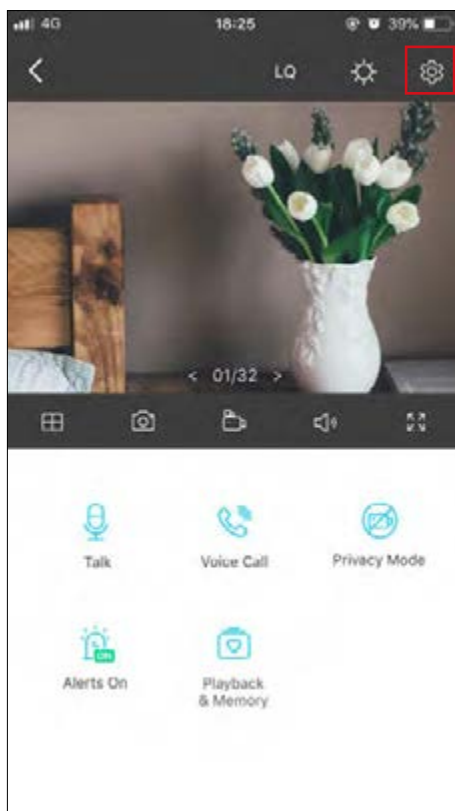 4G 18:25 39%
LQ
< 01/32 >
Talk Voice Call Privacy Mode
ON
Alerts On Playback
& Memory